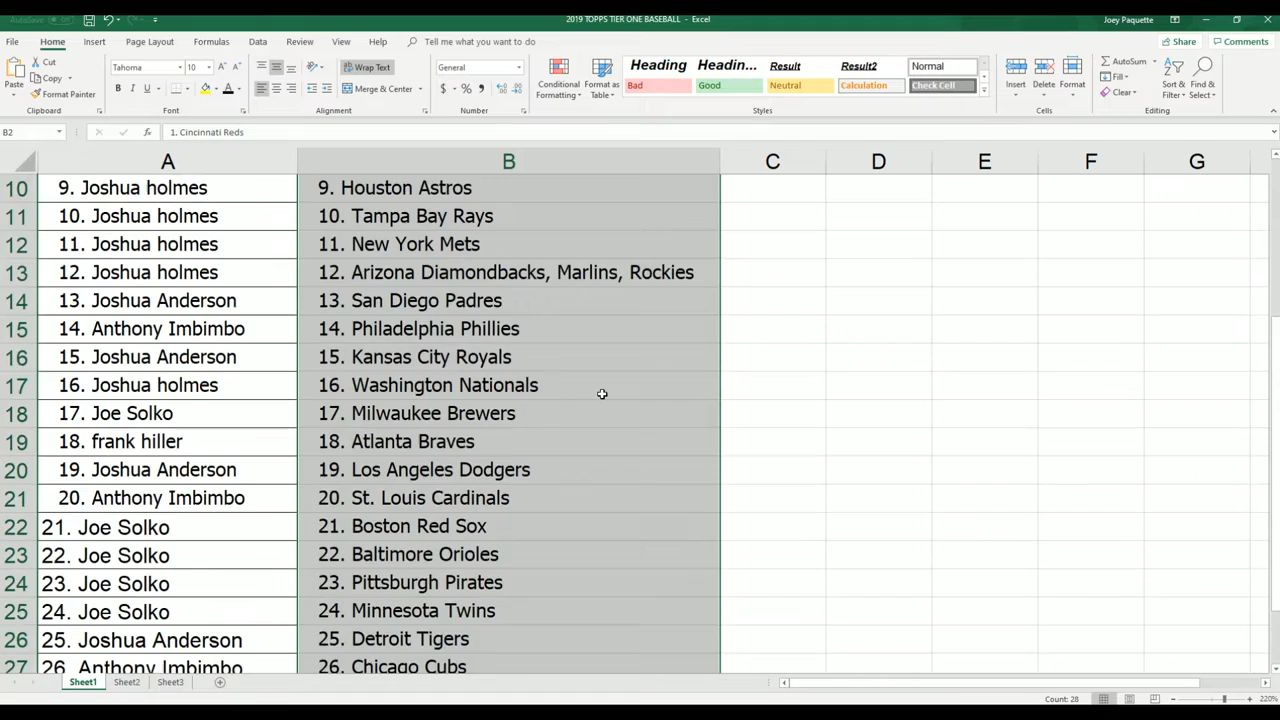 AutoSave Off
2019 TOPPS TIER ONE BASEBALL - Excel
Joey Paquette
File Home Insert Page Layout Formulas Data Review View Help Tell me what you want to do
Share Comments
Paste
Cut
Copy
Format Painter
Clipboard
Tahoma 10
B I U
Font
Wrap Text
Merge & Center
Alignment
General
$ % ,
Number
Conditional Formatting
Format as Table
Heading Headin... Result Result2 Normal
Bad Good Neutral Calculation Check Cell
Styles
Insert Delete Format
Cells
AutoSum
Fill
Clear
Sort & Filter
Find & Select
Editing
B2 fx 1. Cincinnati Reds
A B C D E F G
10 9. Joshua holmes 9. Houston Astros
11 10. Joshua holmes 10. Tampa Bay Rays
12 11. Joshua holmes 11. New York Mets
13 12. Joshua holmes 12. Arizona Diamondbacks, Marlins, Rockies
14 13. Joshua Anderson 13. San Diego Padres
15 14. Anthony Imbimbo 14. Philadelphia Phillies
16 15. Joshua Anderson 15. Kansas City Royals
17 16. Joshua holmes 16. Washington Nationals
18 17. Joe Solko 17. Milwaukee Brewers
19 18. frank hiller 18. Atlanta Braves
20 19. Joshua Anderson 19. Los Angeles Dodgers
21 20. Anthony Imbimbo 20. St. Louis Cardinals
22 21. Joe Solko 21. Boston Red Sox
23 22. Joe Solko 22. Baltimore Orioles
24 23. Joe Solko 23. Pittsburgh Pirates
25 24. Joe Solko 24. Minnesota Twins
26 25. Joshua Anderson 25. Detroit Tigers
27 26. Anthony Imbimbo 26. Chicago Cubs
Sheet1 Sheet2 Sheet3
Count: 28
220%